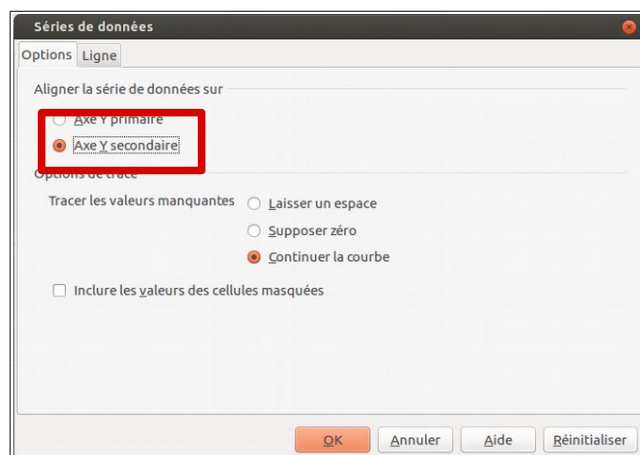 Séries de données
Options Ligne
Aligner la série de données sur
Axe Y primaire
Axe Y secondaire
Options de tracé
Tracer les valeurs manquantes Laisser un espace
Supposer zéro
Continuer la courbe
Inclure les valeurs des cellules masquées
OK Annuler Aide Réinitialiser